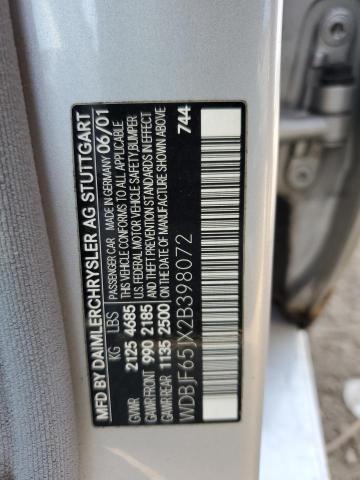 MFD BY DAIMLERCHRYSLER AG STUTTGART
KG LBS PASSENGER CAR MADE IN GERMANY 06/01
GVWR 2125 4685 THIS VEHICLE CONFORMS TO ALL APPLICABLE
GAWR FRONT 990 2185 U.S. FEDERAL MOTOR VEHICLE SAFETY, BUMPER,
GAWR REAR 1135 2500 AND THEFT PREVENTION STANDARDS IN EFFECT
ON THE DATE OF MANUFACTURE SHOWN ABOVE
WDBJF65JX2B398072 744